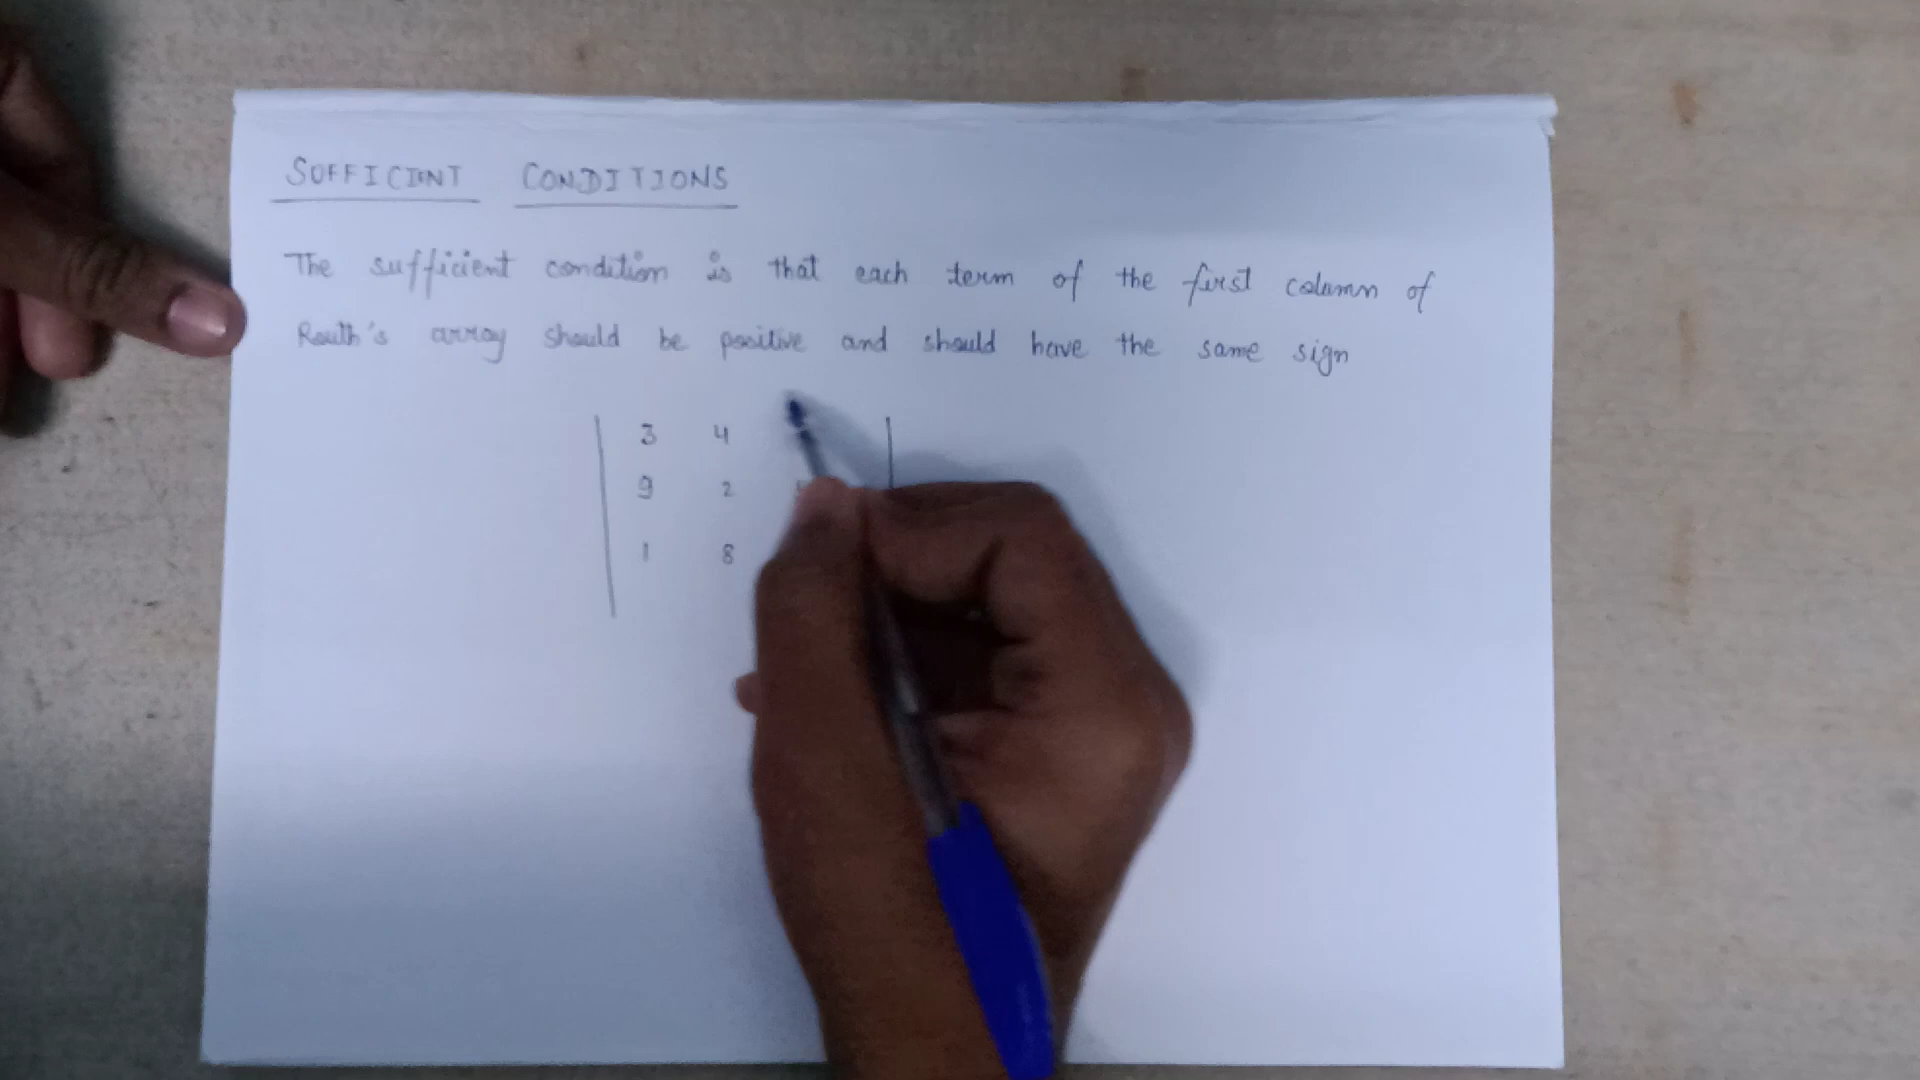 SUFFICIENT CONDITIONS
The sufficient condition is that each term of the first column of
Routh's array should be positive and should have the same sign
3 4
9 2
1 8